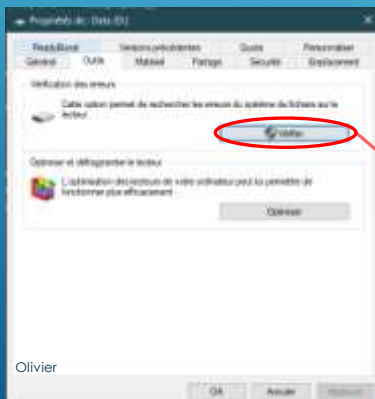 Propriétés de : Data (D:)
ReadyBoost Versions précédentes Quota Personnaliser
Général Outils Matériel Partage Sécurité
Vérification des erreurs
Cette option permet de rechercher les erreurs du système de fichiers sur le
lecteur.
Vérifier
Optimiser et défragmenter le lecteur
L'optimisation des lecteurs de votre ordinateur peut lui permettre de
fonctionner plus efficacement.
Optimiser
Olivier
OK Annuler Appliquer